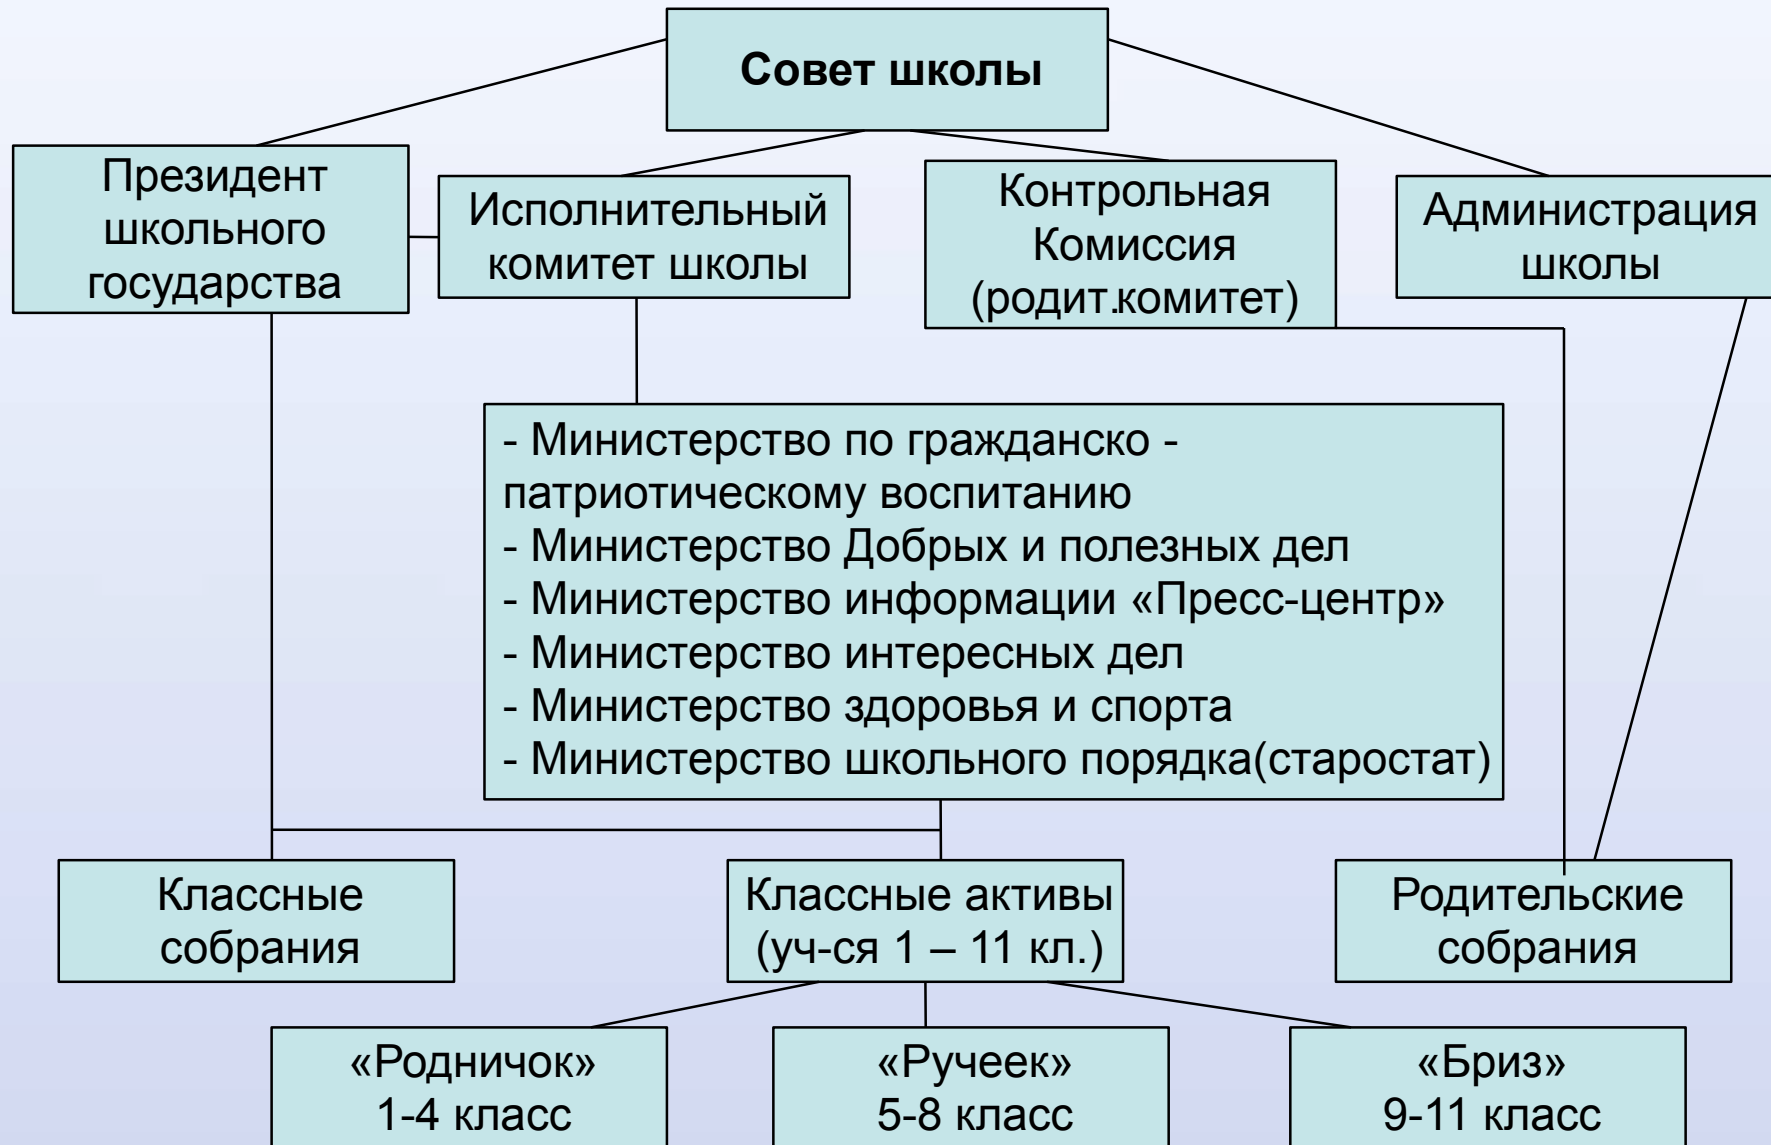 Совет школы
Президент
школьного
государства
Исполнительный
комитет школы
Контрольная
Комиссия
(родит.комитет)
Администрация
школы
- Министерство по гражданско -
патриотическому воспитанию
- Министерство Добрых и полезных дел
- Министерство информации «Пресс-центр»
- Министерство интересных дел
- Министерство здоровья и спорта
- Министерство школьного порядка(старостат)
Классные
собрания
Классные активы
(уч-ся 1 – 11 кл.)
Родительские
собрания
«Родничок»
1-4 класс
«Ручеек»
5-8 класс
«Бриз»
9-11 класс